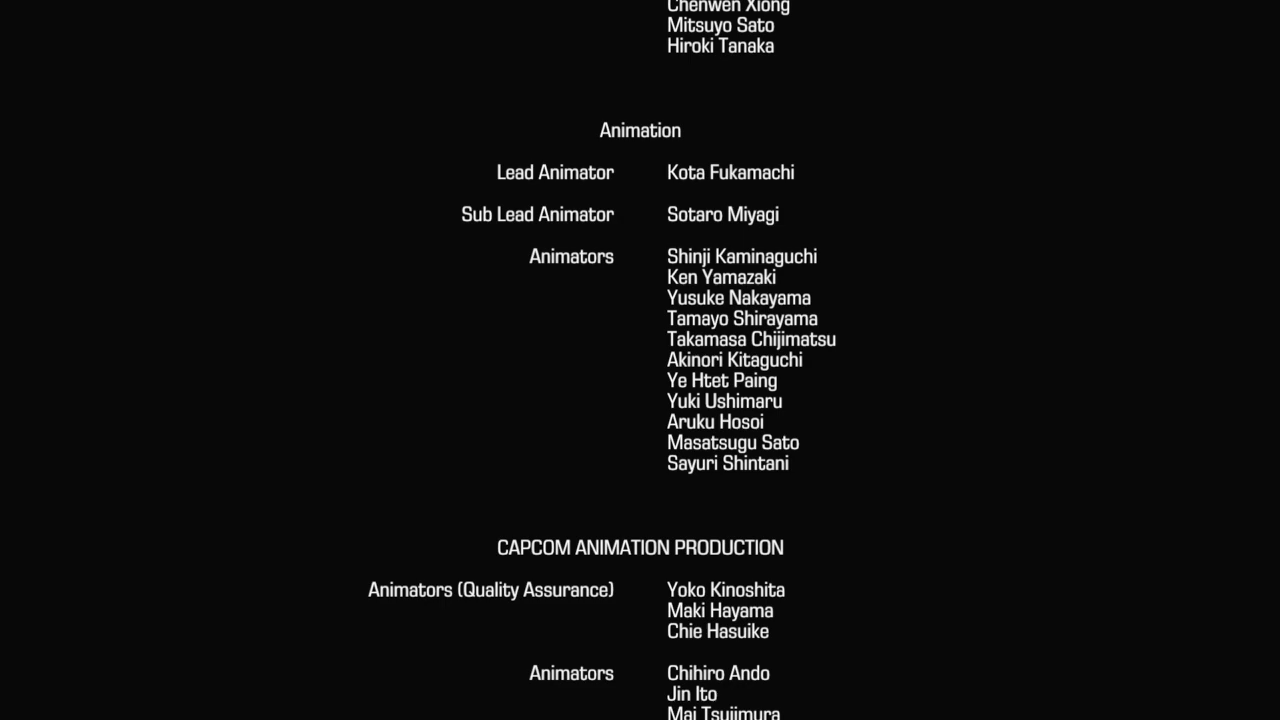 Chenwen Xiong
Mitsuyo Sato
Hiroki Tanaka
Animation
Lead Animator Kota Fukamachi
Sub Lead Animator Sotaro Miyagi
Animators Shinji Kaminaguchi
Ken Yamazaki
Yusuke Nakayama
Tamayo Shirayama
Takamasa Chijimatsu
Akinori Kitaguchi
Ye Htet Paing
Yuki Ushimaru
Aruku Hosoi
Masatsugu Sato
Sayuri Shintani
CAPCOM ANIMATION PRODUCTION
Animators (Quality Assurance) Yoko Kinoshita
Maki Hayama
Chie Hasuike
Animators Chihiro Ando
Jin Ito
Mai Tsujimura